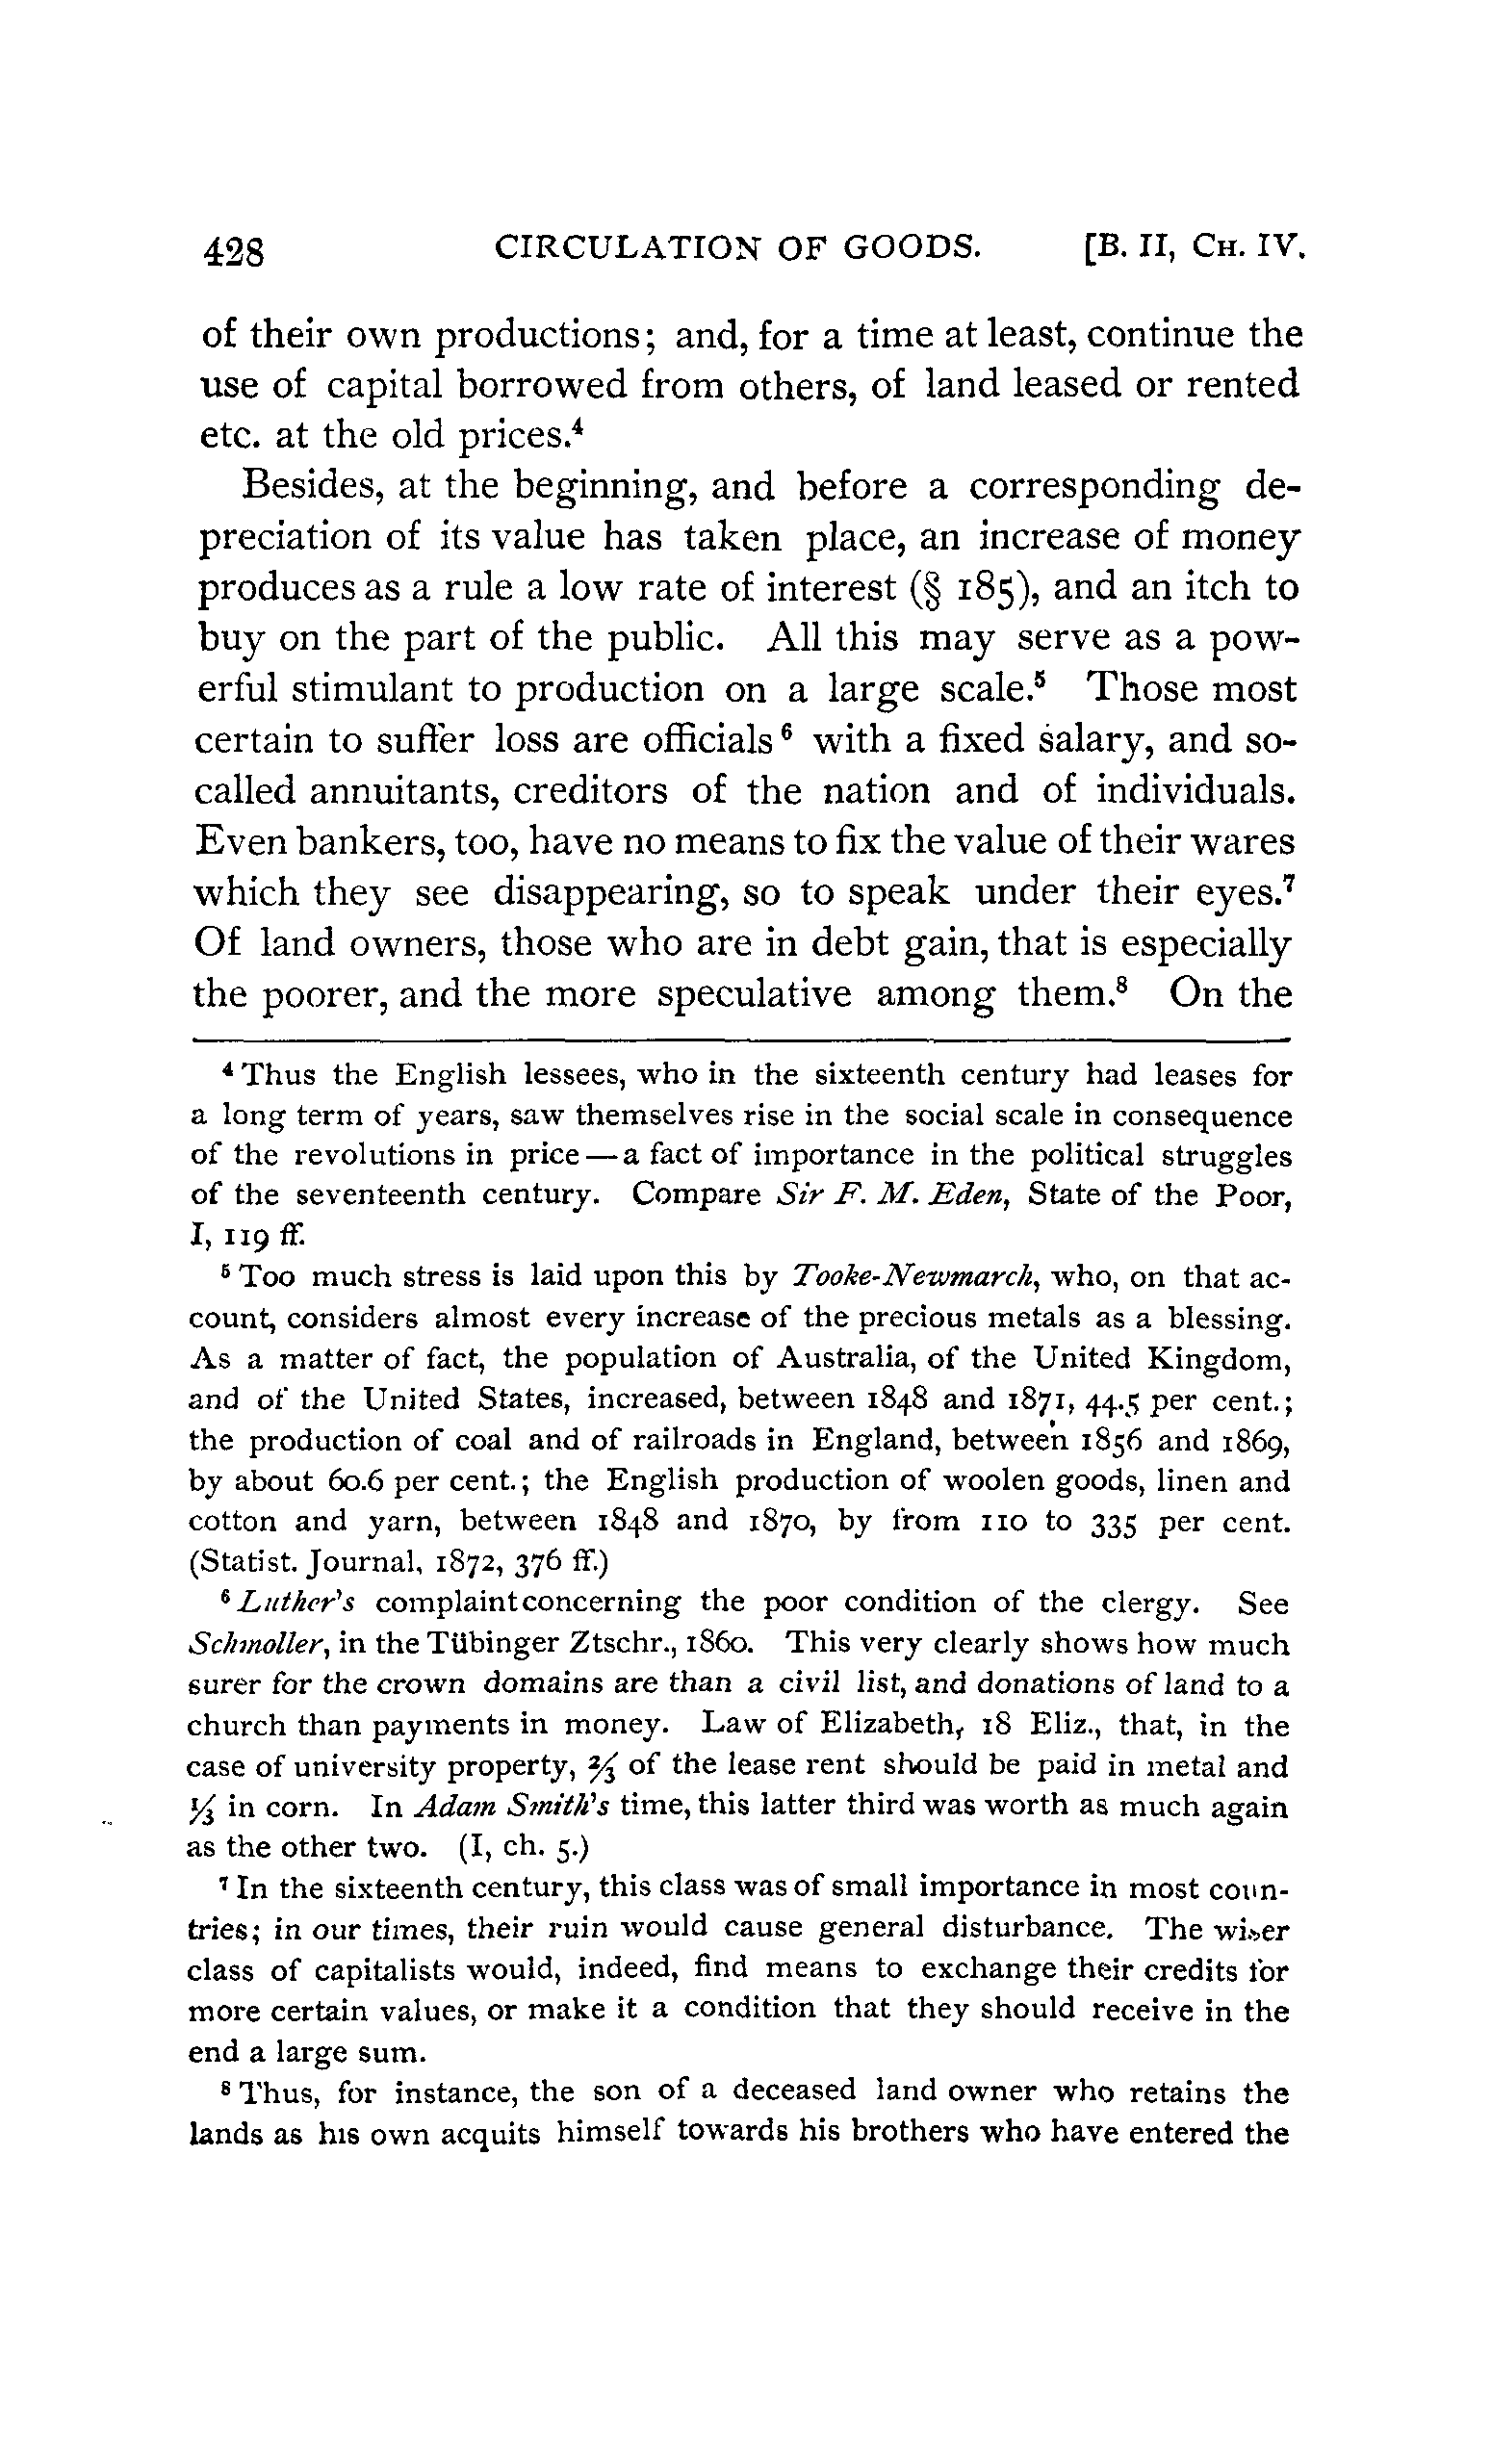 428 CIRCULATION OF GOODS. [B. II, CH. IV.
of their own productions; and, for a time at least, continue the
use of capital borrowed from others, of land leased or rented
etc. at the old prices.⁴
Besides, at the beginning, and before a corresponding de-
preciation of its value has taken place, an increase of money
produces as a rule a low rate of interest (§ 185), and an itch to
buy on the part of the public. All this may serve as a pow-
erful stimulant to production on a large scale.⁵ Those most
certain to suffer loss are officials⁶ with a fixed salary, and so-
called annuitants, creditors of the nation and of individuals.
Even bankers, too, have no means to fix the value of their wares
which they see disappearing, so to speak under their eyes.⁷
Of land owners, those who are in debt gain, that is especially
the poorer, and the more speculative among them.⁸ On the
⁴ Thus the English lessees, who in the sixteenth century had leases for
a long term of years, saw themselves rise in the social scale in consequence
of the revolutions in price — a fact of importance in the political struggles
of the seventeenth century. Compare Sir F. M. Eden, State of the Poor,
I, 119 ff.
⁵ Too much stress is laid upon this by Tooke-Newmarch, who, on that ac-
count, considers almost every increase of the precious metals as a blessing.
As a matter of fact, the population of Australia, of the United Kingdom,
and of the United States, increased, between 1848 and 1871, 44.5 per cent.;
the production of coal and of railroads in England, between 1856 and 1869,
by about 60.6 per cent.; the English production of woolen goods, linen and
cotton and yarn, between 1848 and 1870, by from 110 to 335 per cent.
(Statist. Journal, 1872, 376 ff.)
⁶ Luther's complaint concerning the poor condition of the clergy. See
Schmoller, in the Tübinger Ztschr., 1860. This very clearly shows how much
surer for the crown domains are than a civil list, and donations of land to a
church than payments in money. Law of Elizabeth, 18 Eliz., that, in the
case of university property, ⅔ of the lease rent should be paid in metal and
⅓ in corn. In Adam Smith's time, this latter third was worth as much again
as the other two. (I, ch. 5.)
⁷ In the sixteenth century, this class was of small importance in most coun-
tries; in our times, their ruin would cause general disturbance. The wiser
class of capitalists would, indeed, find means to exchange their credits for
more certain values, or make it a condition that they should receive in the
end a large sum.
⁸ Thus, for instance, the son of a deceased land owner who retains the
lands as his own acquits himself towards his brothers who have entered the